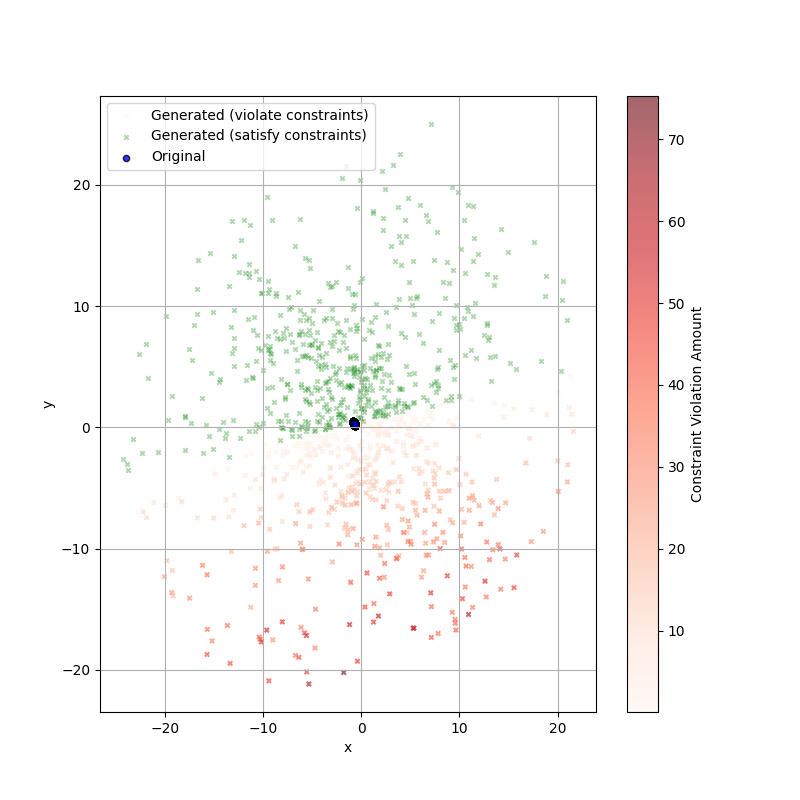 Generated (violate constraints)
Generated (satisfy constraints)
Original
20
10
0
−10
−20
y
−20
−10
0
10
20
x
70
60
50
40
30
20
10
Constraint Violation Amount